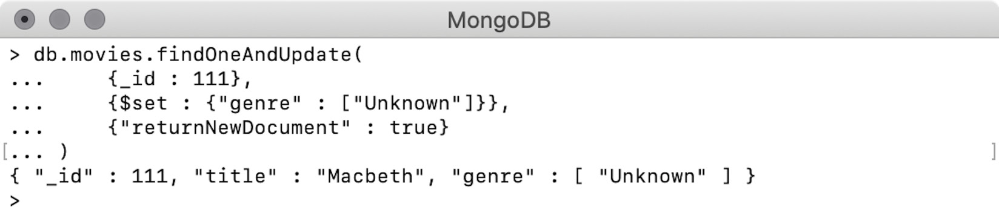 MongoDB
> db.movies.findOneAndUpdate(
...     {_id : 111},
...     {$set : {"genre" : ["Unknown"]}},
...     {"returnNewDocument" : true}
[... ) ]
{ "_id" : 111, "title" : "Macbeth", "genre" : [ "Unknown" ] }
>